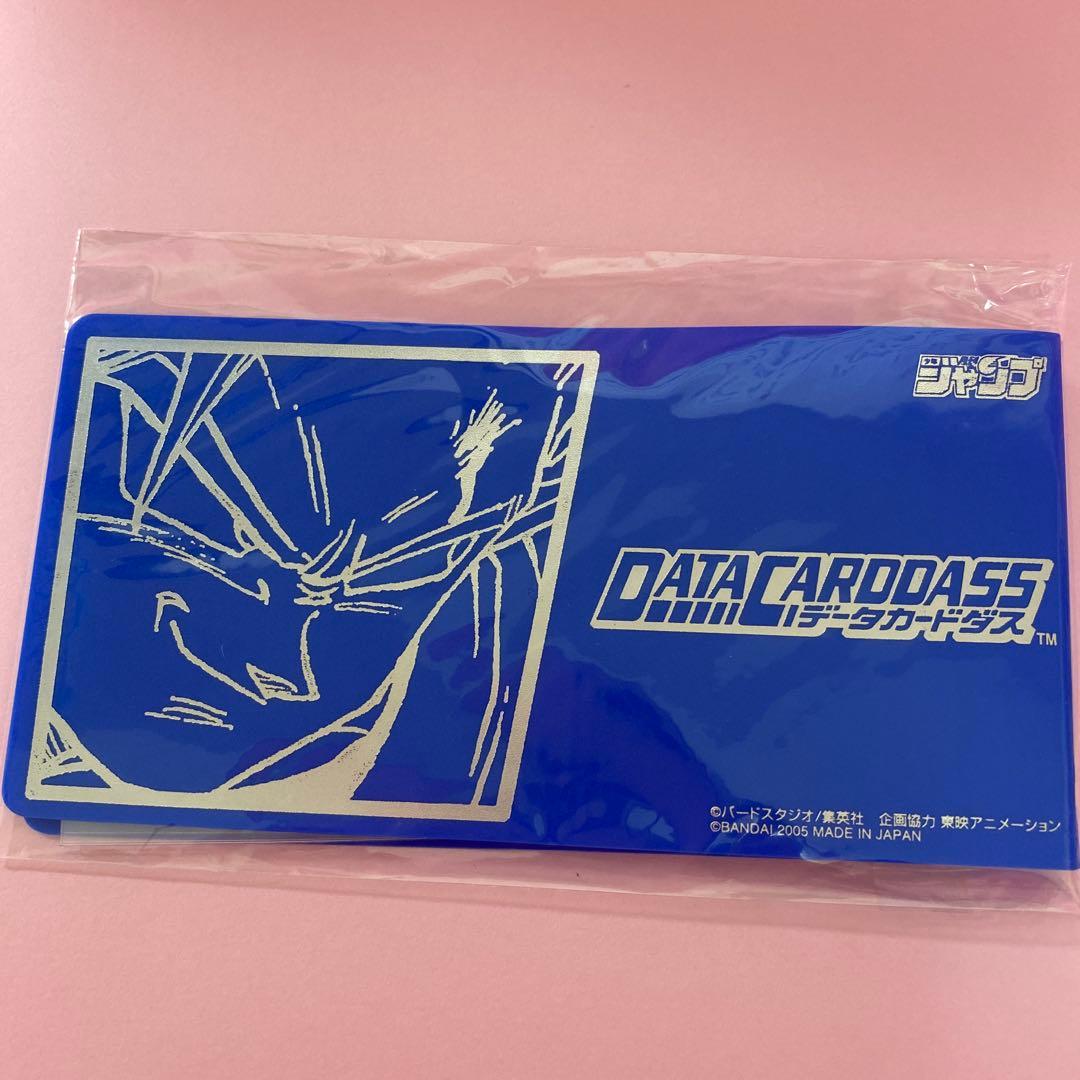 ジャンプ
DATA CARDDASS
データカードダス TM
©バードスタジオ/集英社 企画協力 東映アニメーション
©BANDAI 2005 MADE IN JAPAN